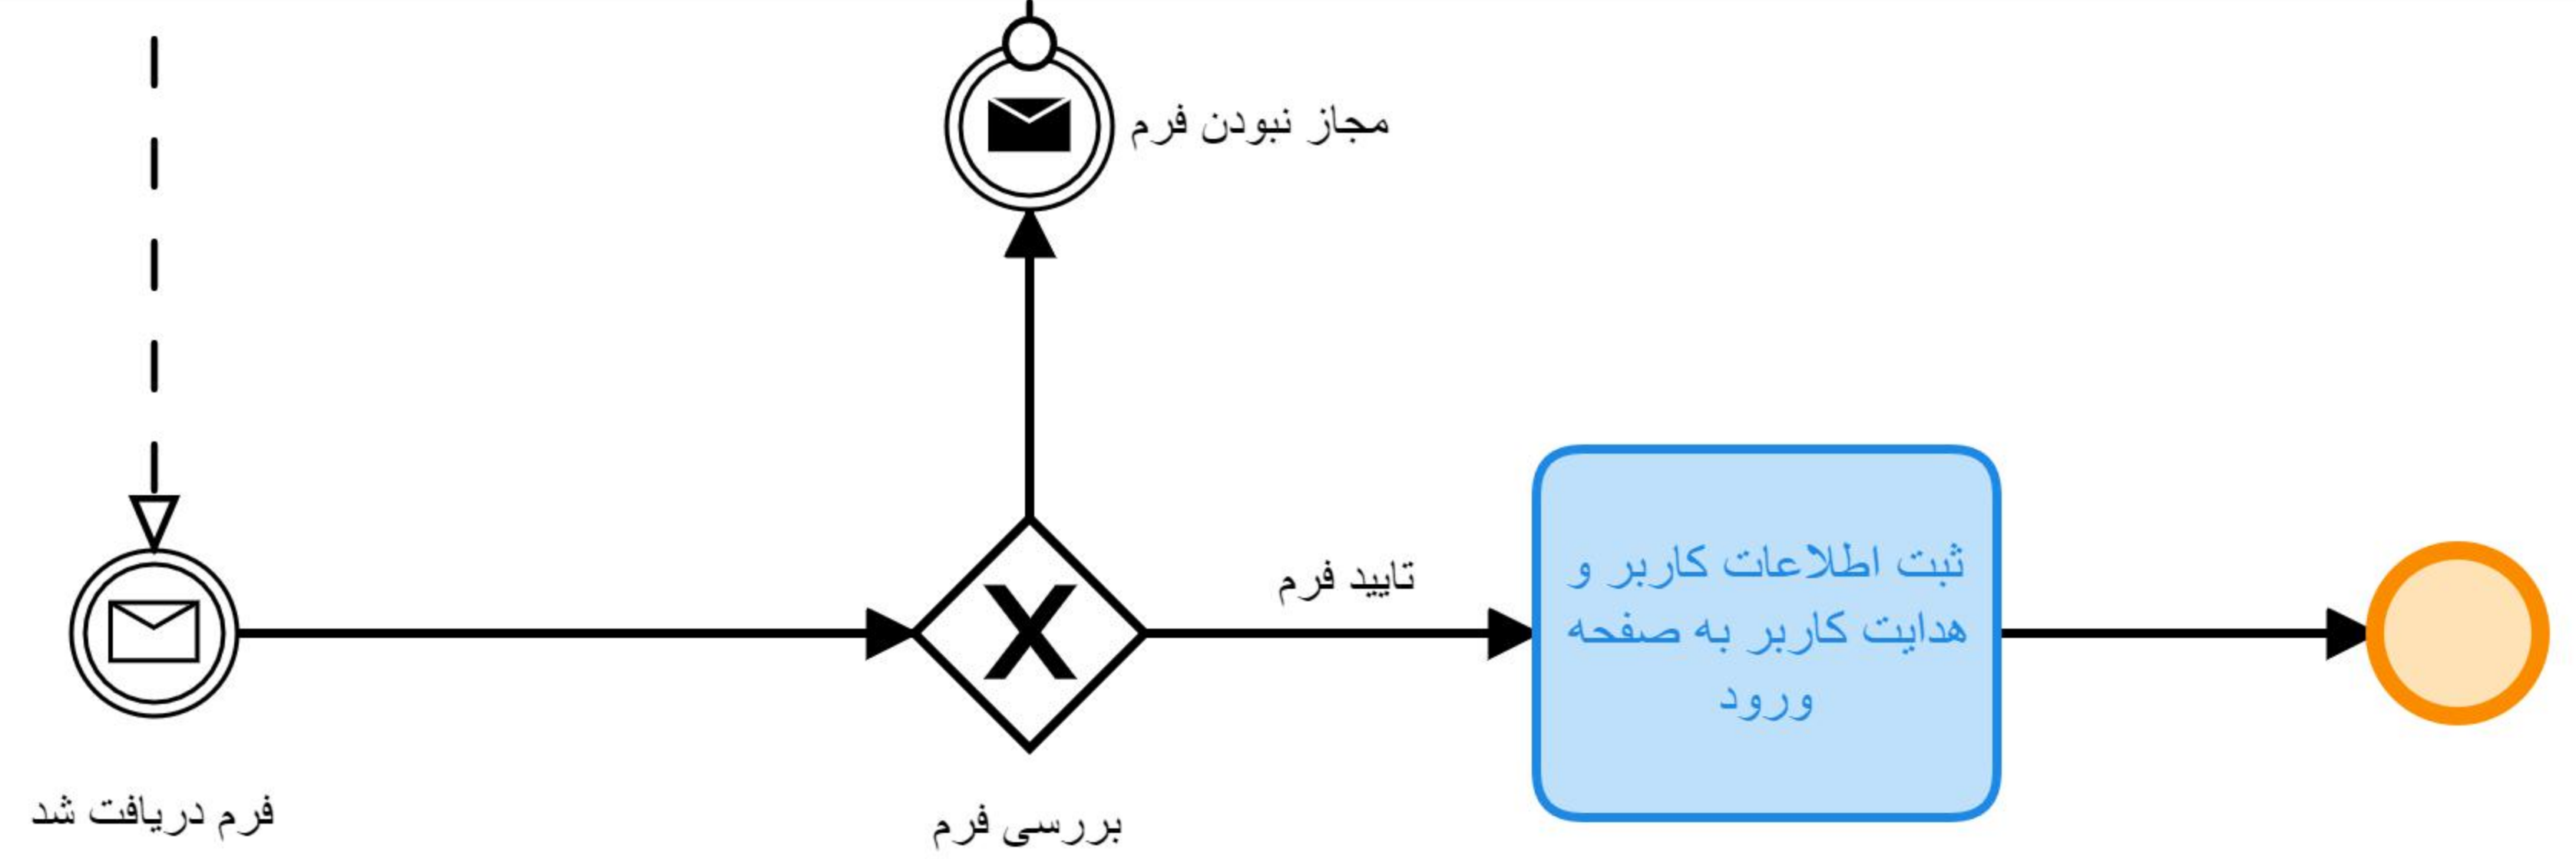 مجاز نبودن فرم
تایید فرم
ثبت اطلاعات کاربر و
هدایت کاربر به صفحه
ورود
فرم دریافت شد
بررسی فرم